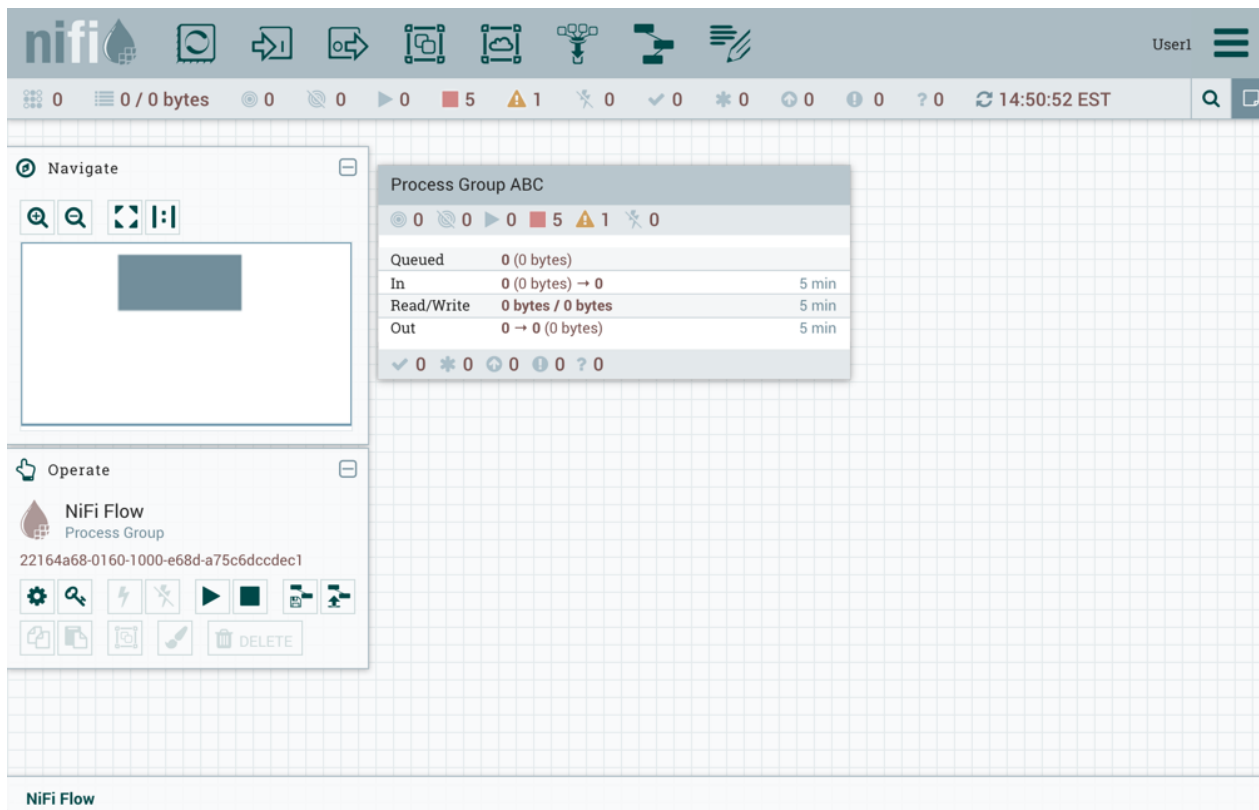 nifi
User1
0 0 / 0 bytes 0 0 0 5 1 0 0 0 0 0 ? 0 14:50:52 EST
Navigate
Process Group ABC
0 0 0 5 1 0
Queued 0 (0 bytes)
In 0 (0 bytes) → 0 5 min
Read/Write 0 bytes / 0 bytes 5 min
Out 0 → 0 (0 bytes) 5 min
0 0 0 0 ? 0
Operate
NiFi Flow
Process Group
22164a68-0160-1000-e68d-a75c6dccdec1
DELETE
NiFi Flow